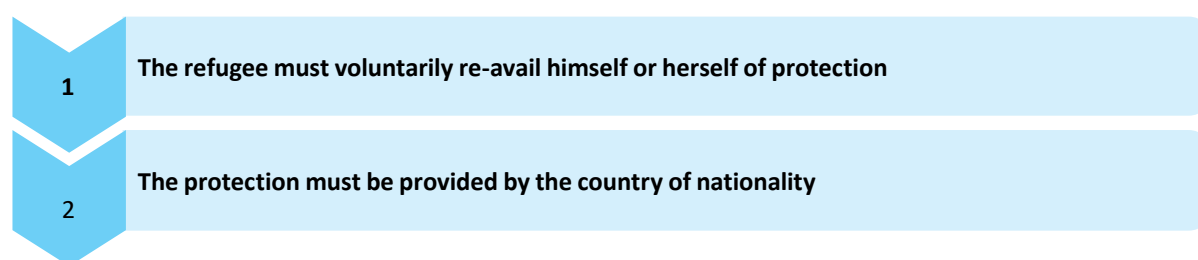 1
The refugee must voluntarily re-avail himself or herself of protection
2
The protection must be provided by the country of nationality